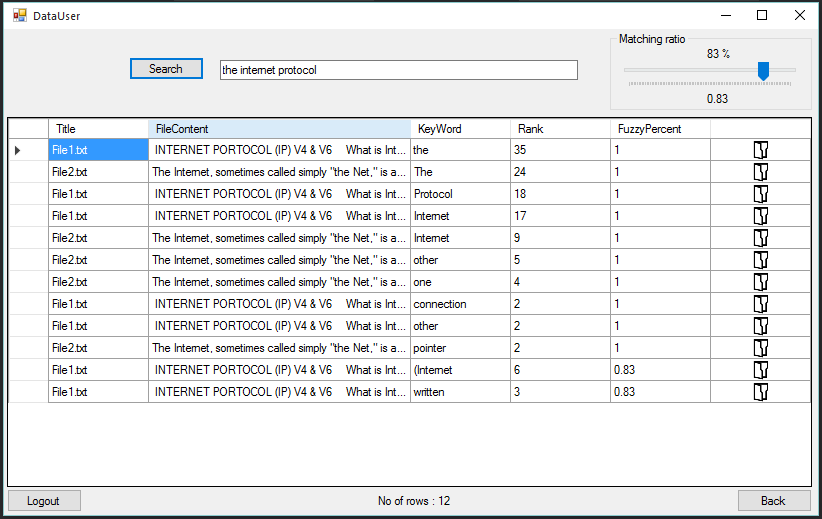 DataUser
Matching ratio
83 %
Search the internet protocol
0.83
Title FileContent KeyWord Rank FuzzyPercent
File1.txt INTERNET PORTOCOL (IP) V4 & V6 What is Int... the 35 1
File2.txt The Internet, sometimes called simply "the Net," is a... The 24 1
File1.txt INTERNET PORTOCOL (IP) V4 & V6 What is Int... Protocol 18 1
File1.txt INTERNET PORTOCOL (IP) V4 & V6 What is Int... Internet 17 1
File2.txt The Internet, sometimes called simply "the Net," is a... Internet 9 1
File2.txt The Internet, sometimes called simply "the Net," is a... other 5 1
File2.txt The Internet, sometimes called simply "the Net," is a... one 4 1
File1.txt INTERNET PORTOCOL (IP) V4 & V6 What is Int... connection 2 1
File1.txt INTERNET PORTOCOL (IP) V4 & V6 What is Int... other 2 1
File2.txt The Internet, sometimes called simply "the Net," is a... pointer 2 1
File1.txt INTERNET PORTOCOL (IP) V4 & V6 What is Int... (Internet 6 0.83
File1.txt INTERNET PORTOCOL (IP) V4 & V6 What is Int... written 3 0.83
Logout No of rows : 12 Back